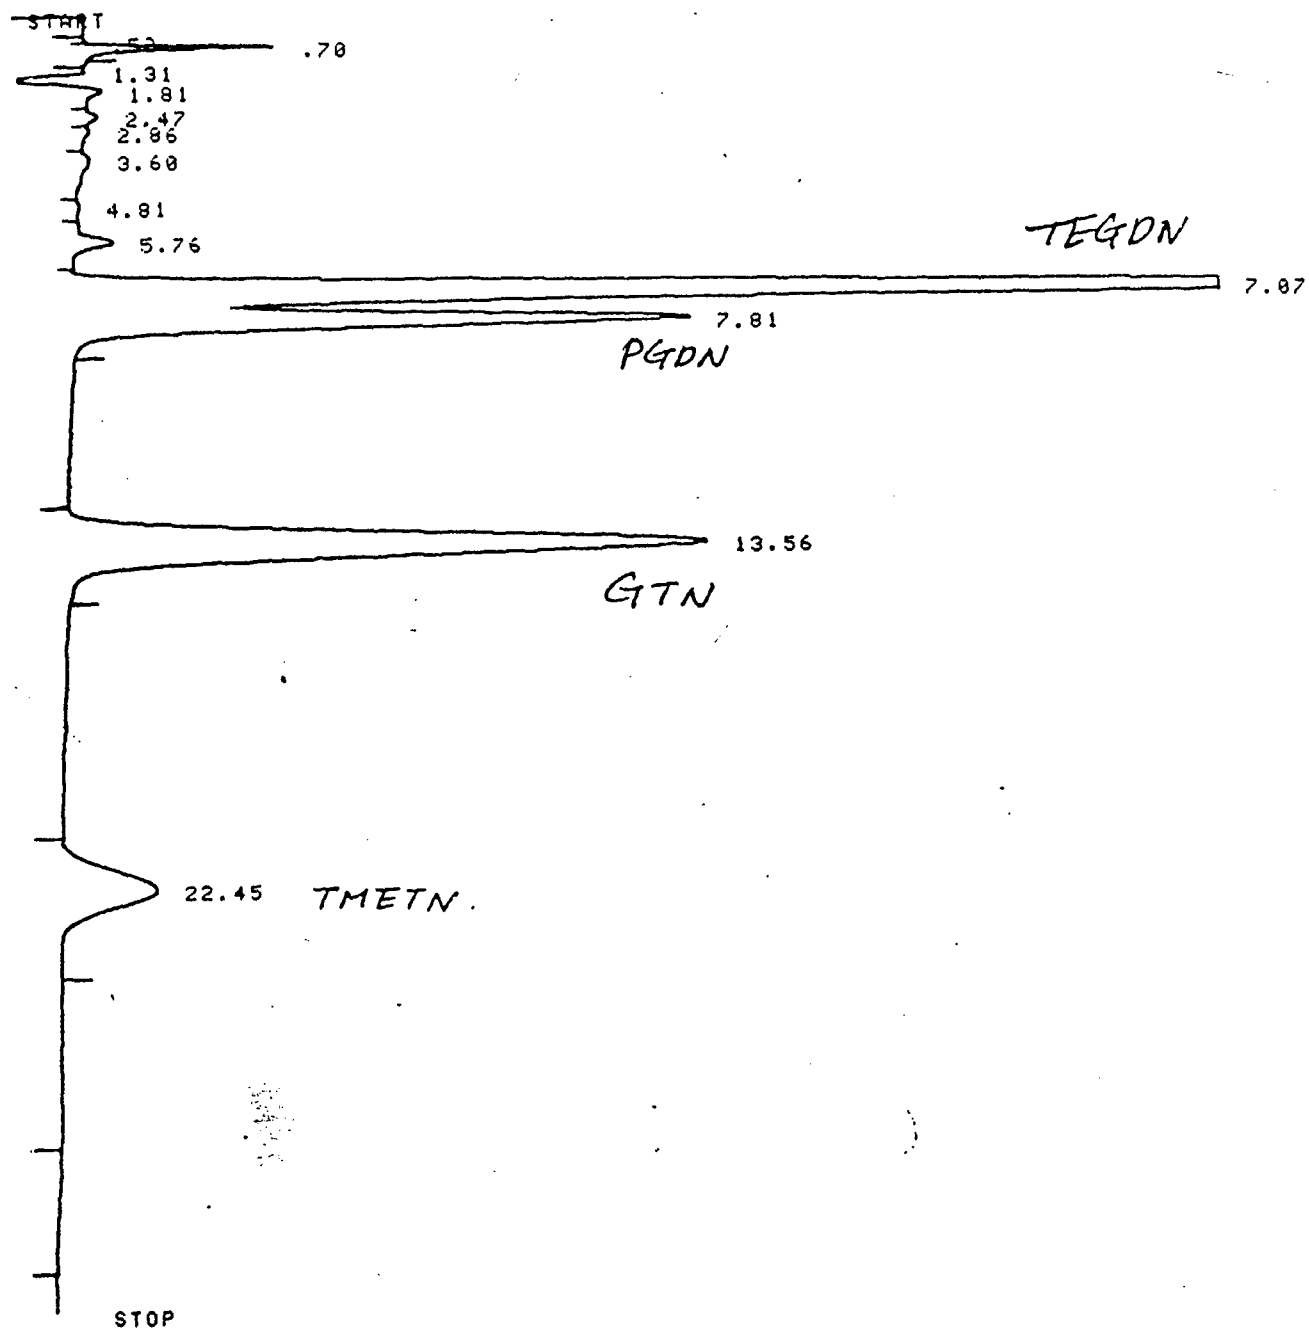 START
.70
1.31
1.81
2.47
2.86
3.60
4.81
5.76
TEGDN
7.07
7.81
PGDN
13.56
GTN
22.45 TMETN.
STOP